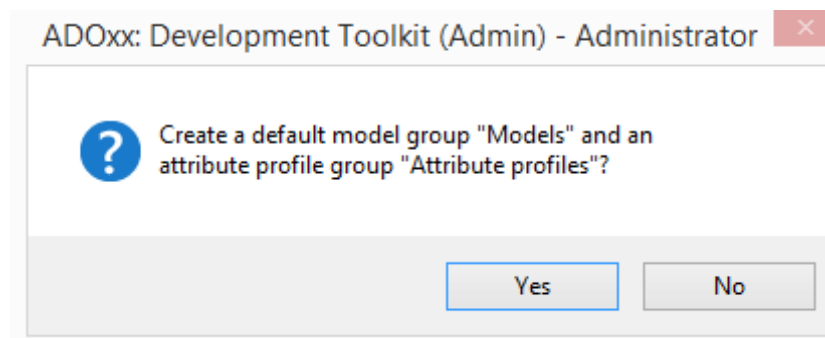 ADOxx: Development Toolkit (Admin) - Administrator
Create a default model group "Models" and an
attribute profile group "Attribute profiles"?
Yes
No